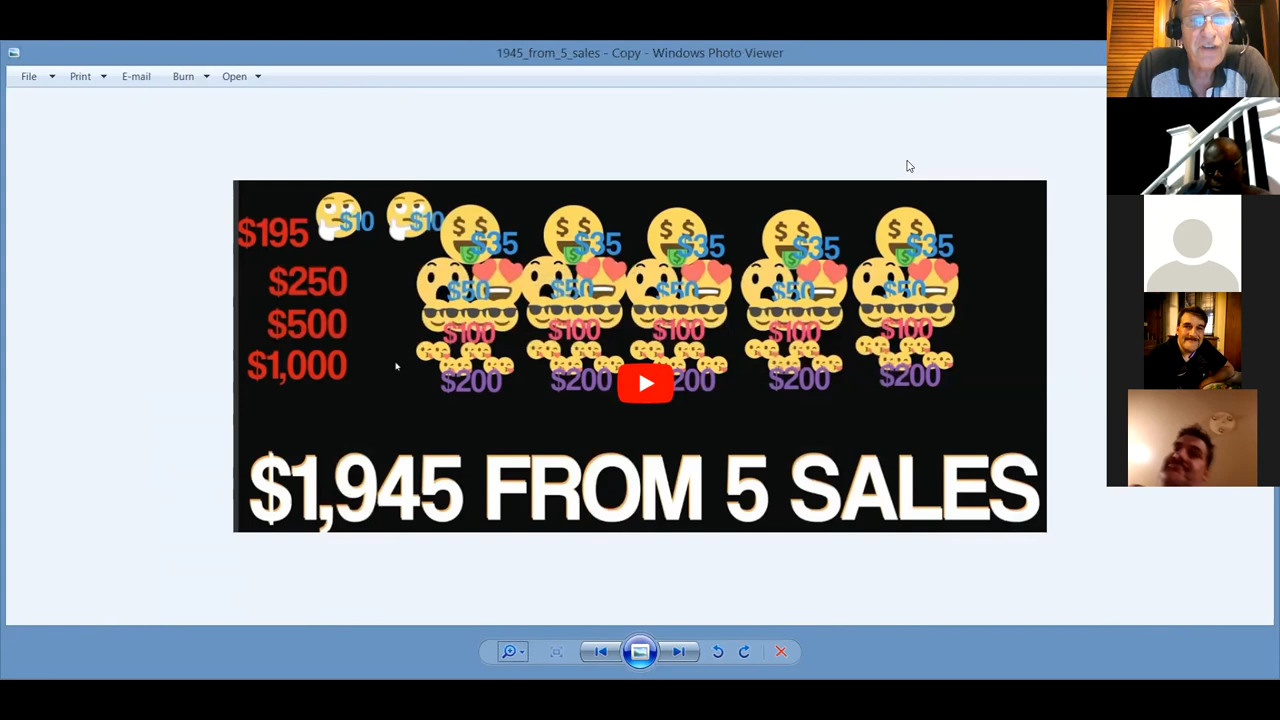 1945_from_5_sales - Copy - Windows Photo Viewer
File Print E-mail Burn Open
$195 $10 $10 $35 $35 $35 $35 $35
$250 $50 $50 $50 $50 $50
$500 $100 $100 $100 $100 $100
$1,000 $200 $200 $200 $200 $200
$1,945 FROM 5 SALES